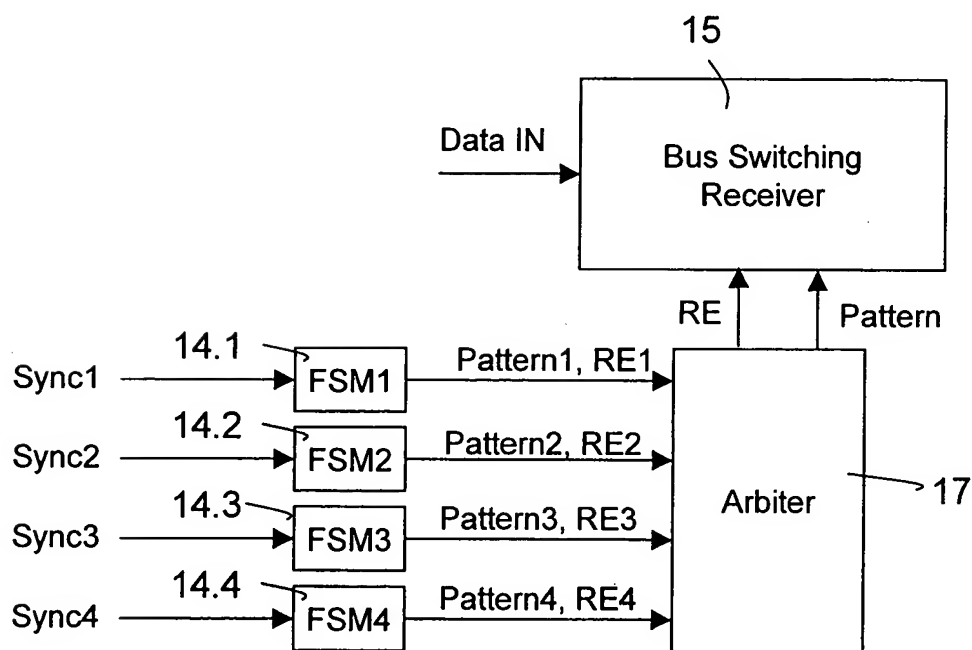 15
Data IN
Bus Switching
Receiver
RE
Pattern
14.1
Sync1
FSM1
Pattern1, RE1
14.2
Sync2
FSM2
Pattern2, RE2
17
Arbiter
14.3
Sync3
FSM3
Pattern3, RE3
14.4
Sync4
FSM4
Pattern4, RE4